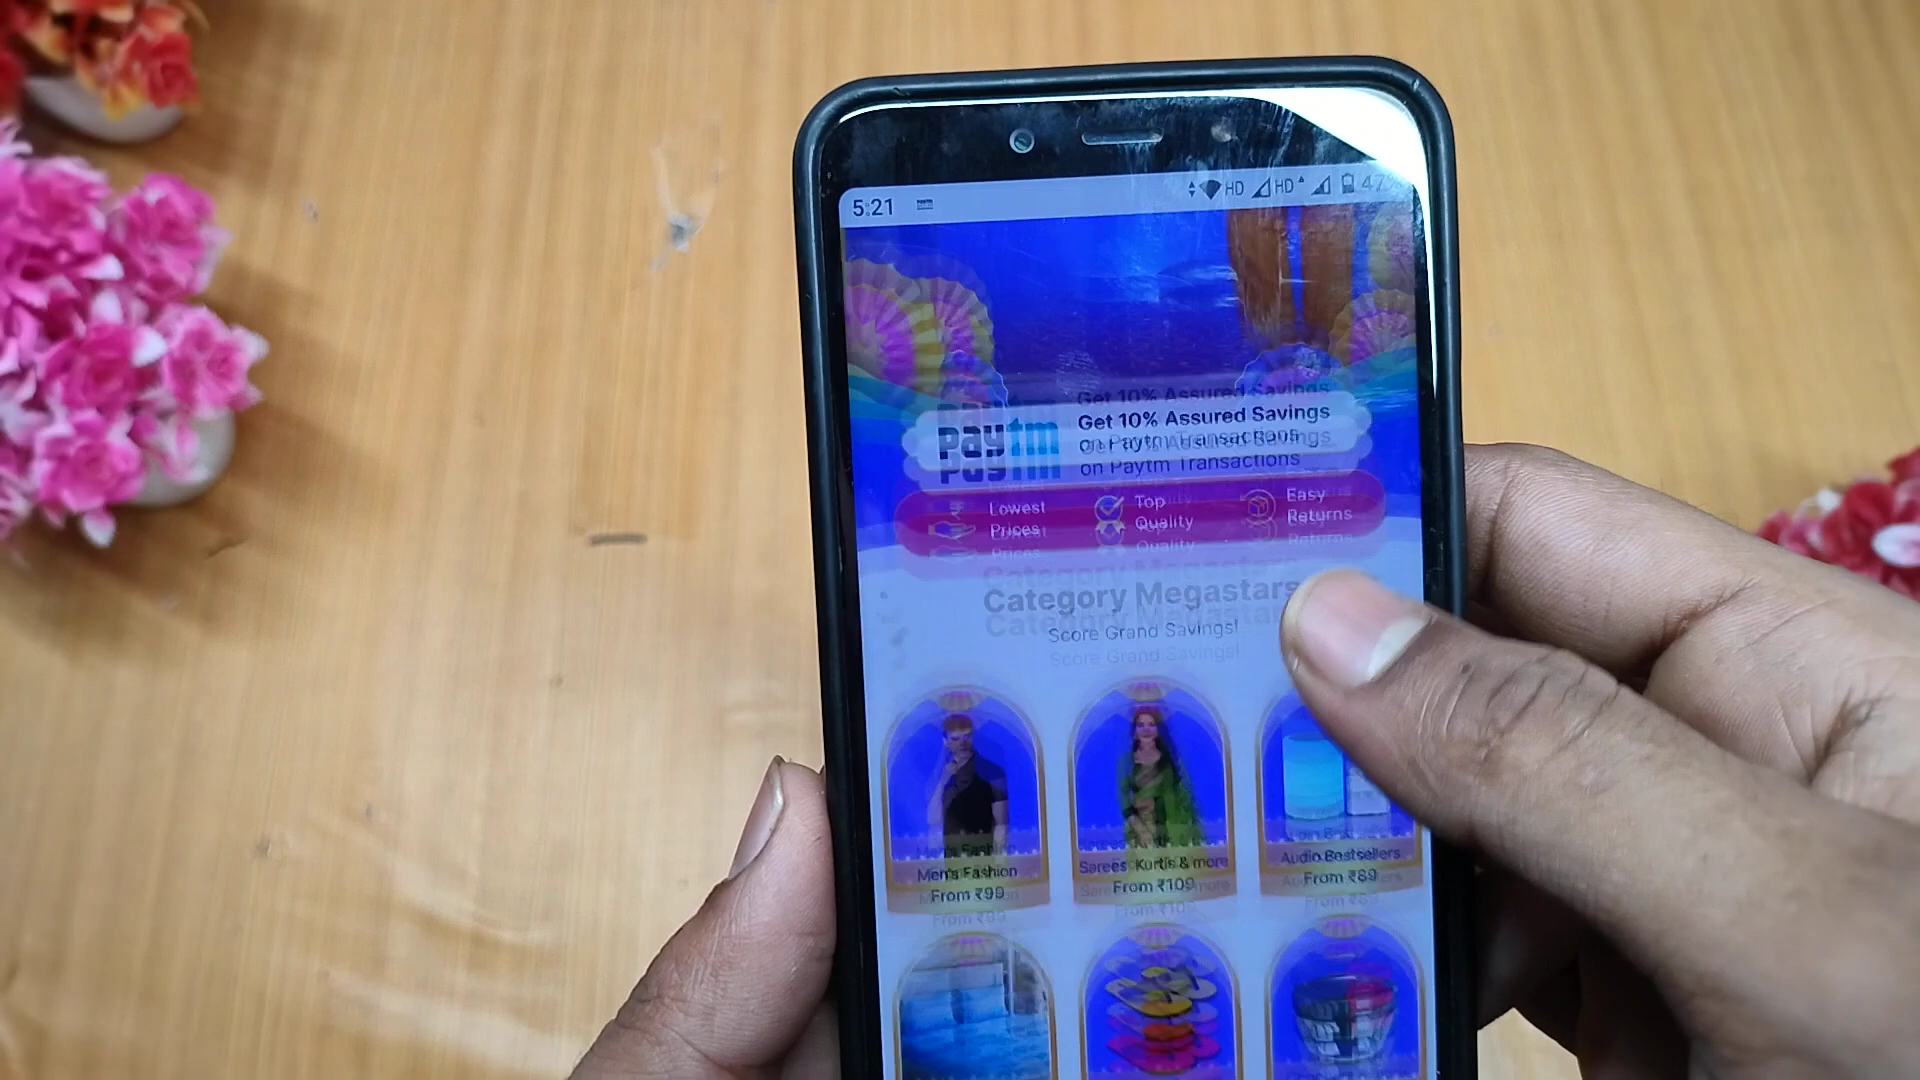 5:21
HD HD 47%
paytm
Get 10% Assured Savings
on Paytm Transactions
Lowest
Prices
Top
Quality
Easy
Returns
Category Megastars
Score Grand Savings!
Men's Fashion
From ₹99
Sarees, Kurtis & more
From ₹109
Audio Bestsellers
From ₹89